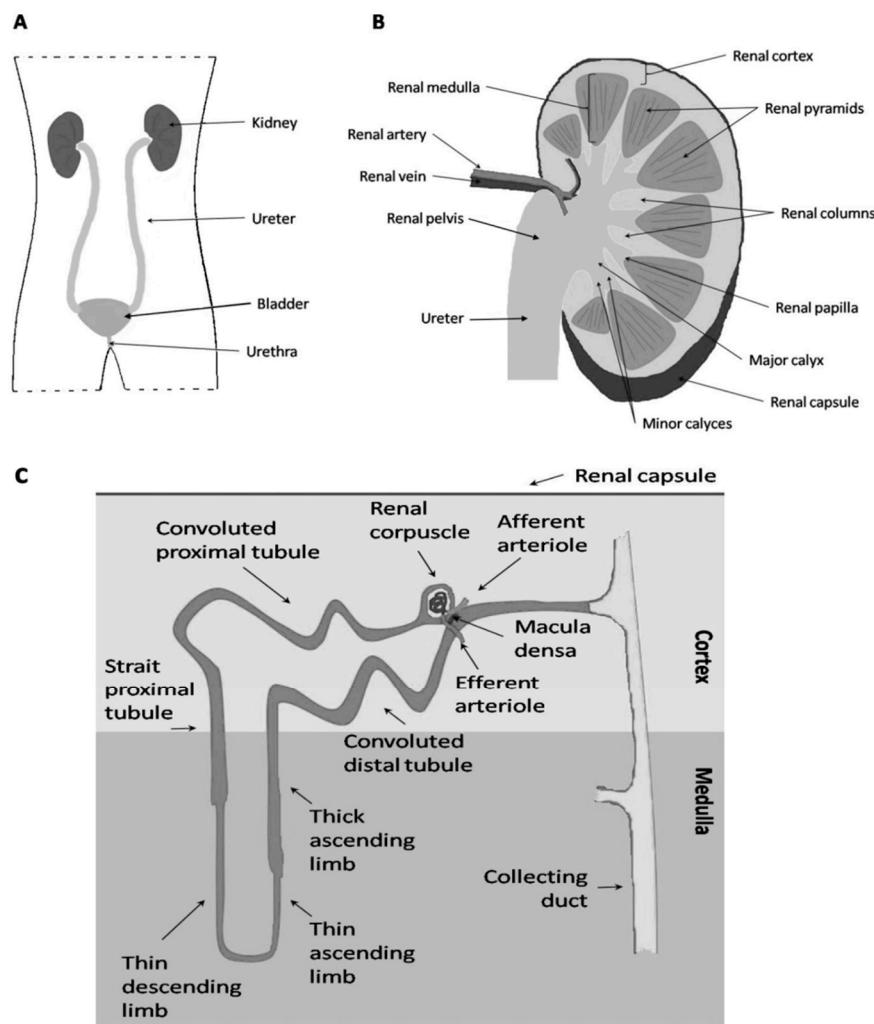 A
Kidney
Ureter
Bladder
Urethra
B
Renal cortex
Renal medulla
Renal pyramids
Renal artery
Renal vein
Renal columns
Renal pelvis
Renal papilla
Ureter
Major calyx
Renal capsule
Minor calyces
C
Renal capsule
Renal
corpuscle
Afferent
arteriole
Convoluted
proximal tubule
Macula
densa
Cortex
Strait
proximal
tubule
Efferent
arteriole
Convoluted
distal tubule
Medulla
Thick
ascending
limb
Collecting
duct
Thin
ascending
limb
Thin
descending
limb